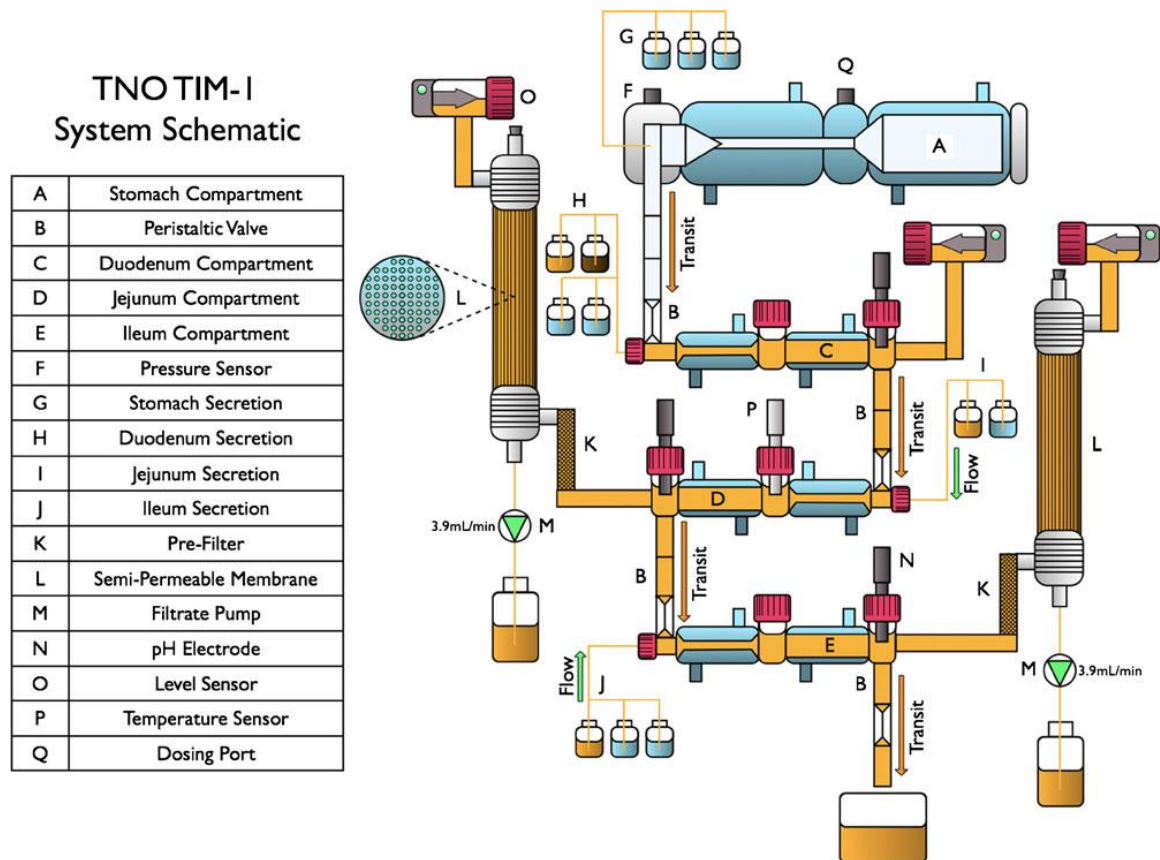 TNO TIM-1
System Schematic
A Stomach Compartment
B Peristaltic Valve
C Duodenum Compartment
D Jejunum Compartment
E Ileum Compartment
F Pressure Sensor
G Stomach Secretion
H Duodenum Secretion
I Jejunum Secretion
J Ileum Secretion
K Pre-Filter
L Semi-Permeable Membrane
M Filtrate Pump
N pH Electrode
O Level Sensor
P Temperature Sensor
Q Dosing Port
G
Q
F
O
A
H
Transit
L
B
C
I
P
B
Transit
K
L
Flow
D
3.9mL/min
M
B
Transit
N
K
E
Flow
J
B
Transit
M
3.9mL/min